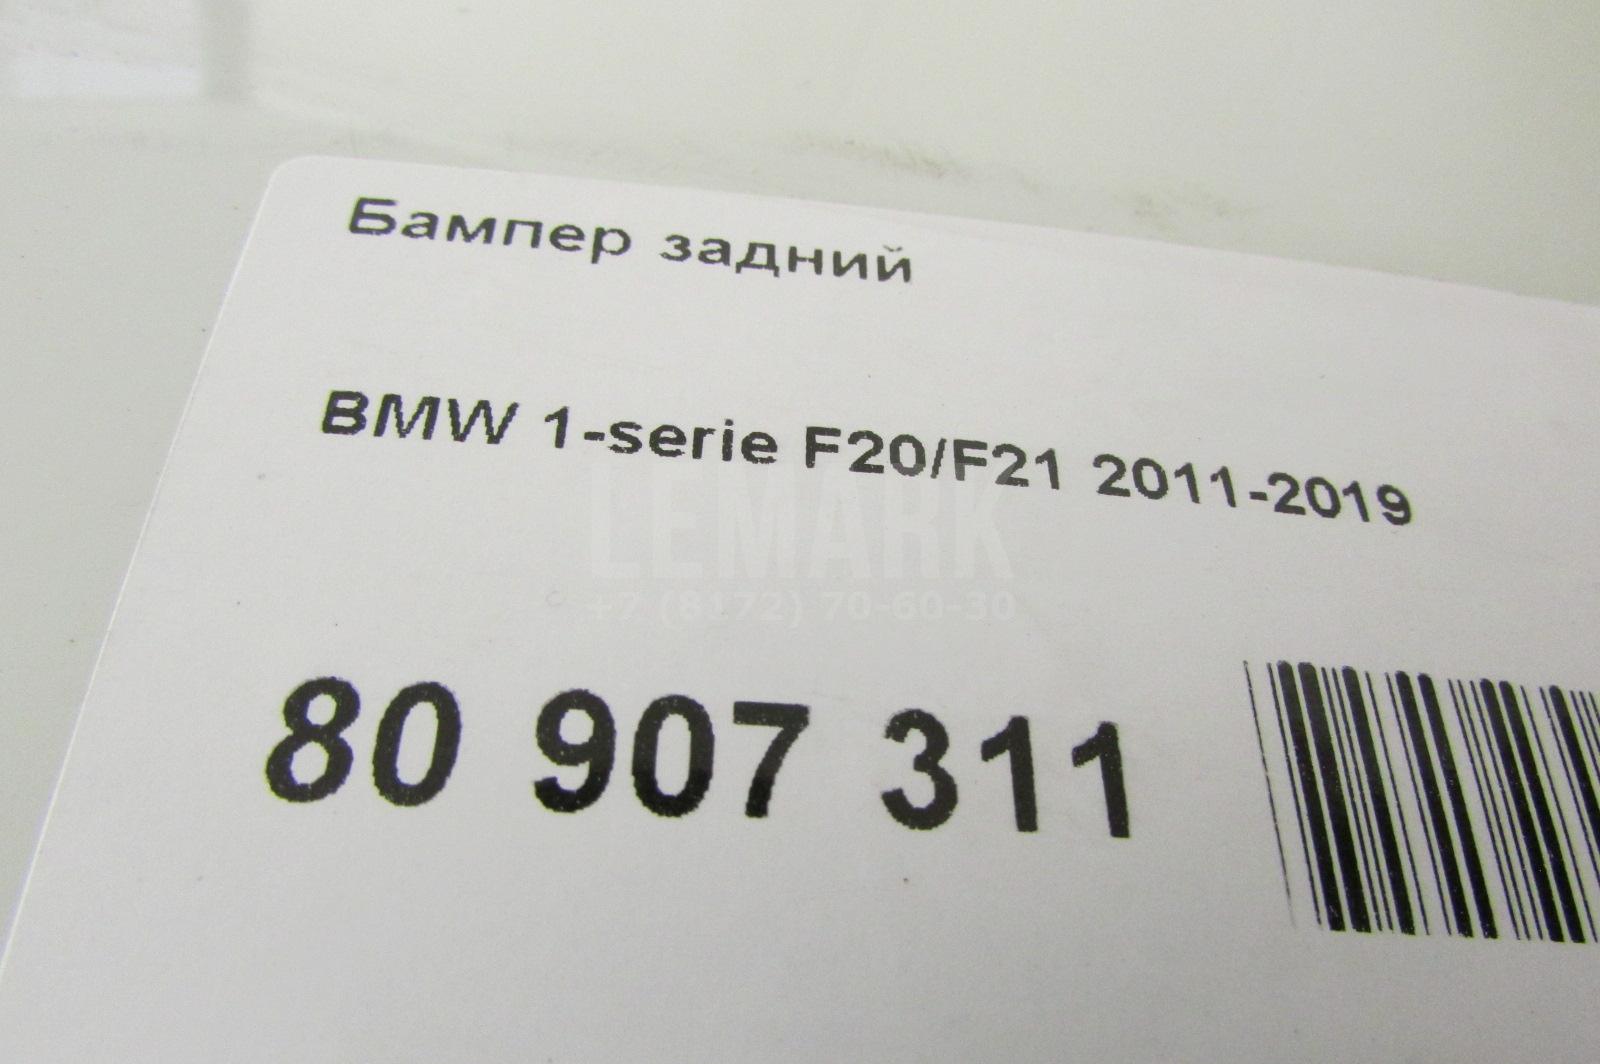 Бампер задний
BMW 1-serie F20/F21 2011-2019
LEMARK
+7 (8172) 70-60-30
80 907 311